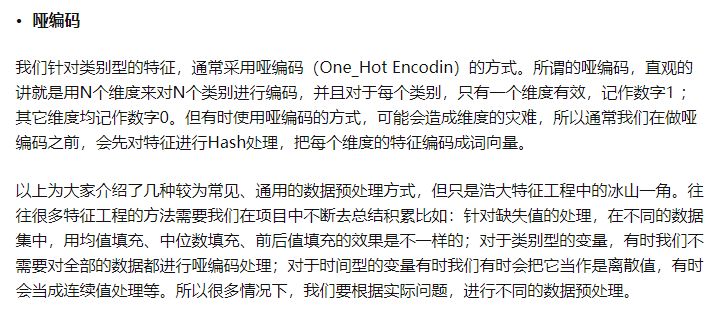 • 哑编码
我们针对类别型的特征，通常采用哑编码（One_Hot Encodin）的方式。所谓的哑编码，直观的
讲就是用N个维度来对N个类别进行编码，并且对于每个类别，只有一个维度有效，记作数字1 ；
其它维度均记作数字0。但有时使用哑编码的方式，可能会造成维度的灾难，所以通常我们在做哑
编码之前，会先对特征进行Hash处理，把每个维度的特征编码成词向量。
以上为大家介绍了几种较为常见、通用的数据预处理方式，但只是浩大特征工程中的冰山一角。往
往很多特征工程的方法需要我们在项目中不断去总结积累比如：针对缺失值的处理，在不同的数据
集中，用均值填充、中位数填充、前后值填充的效果是不一样的；对于类别型的变量，有时我们不
需要对全部的数据都进行哑编码处理；对于时间型的变量有时我们有时会把它当作是离散值，有时
会当成连续值处理等。所以很多情况下，我们要根据实际问题，进行不同的数据预处理。